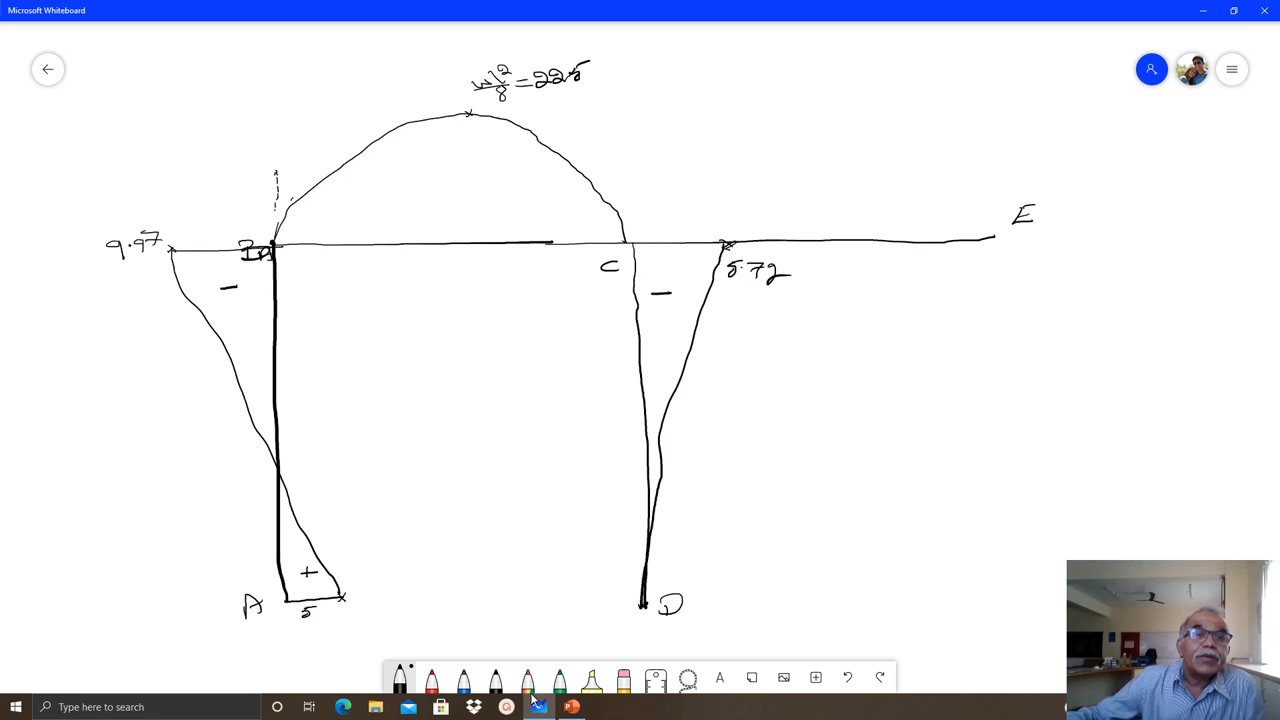 Microsoft Whiteboard
wl²/8 = 22.5
E
9.97
B
C
5.72
-
-
+
A
5
D
A
Type here to search